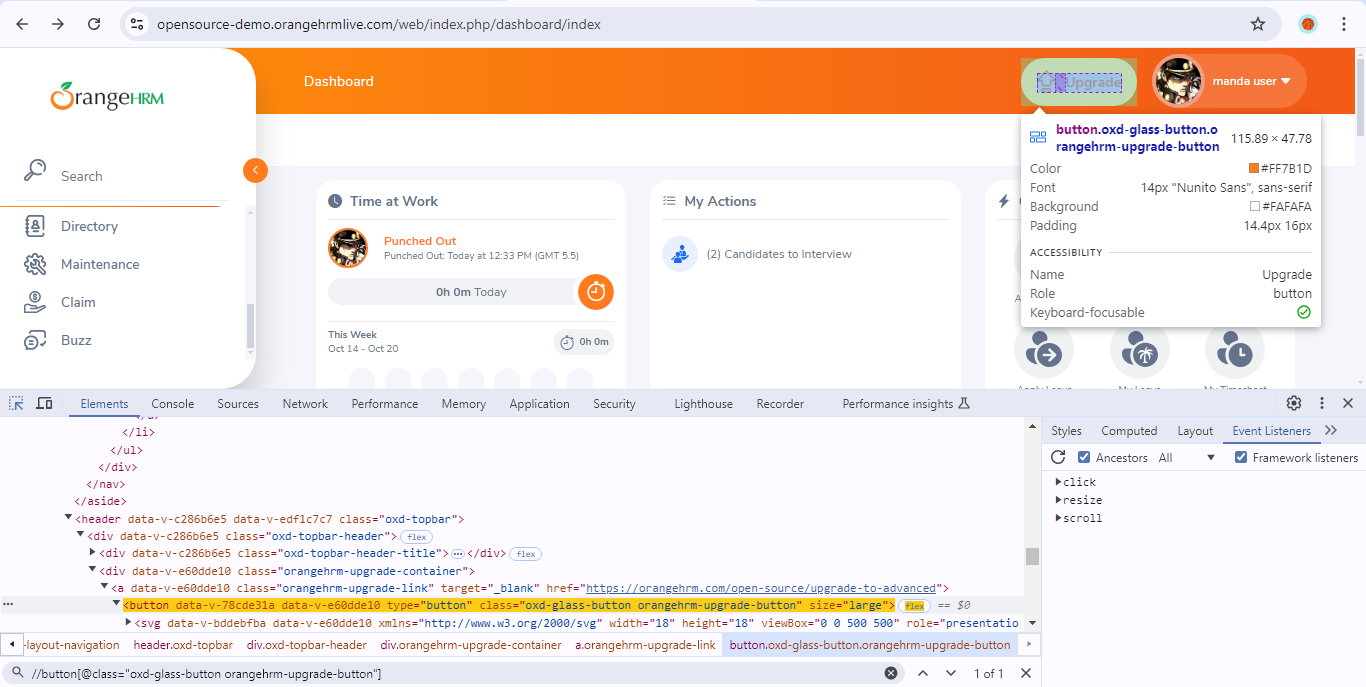 opensource-demo.orangehrmlive.com/web/index.php/dashboard/index
OrangeHRM
Dashboard
Upgrade
manda user
button.oxd-glass-button.o
rangehrm-upgrade-button
115.89 × 47.78
Color #FF7B1D
Font 14px "Nunito Sans", sans-serif
Background #FAFAFA
Padding 14.4px 16px
ACCESSIBILITY
Name Upgrade
Role button
Keyboard-focusable
Search
Directory
Maintenance
Claim
Buzz
Time at Work
Punched Out
Punched Out: Today at 12:33 PM (GMT 5.5)
0h 0m Today
This Week
Oct 14 - Oct 20
0h 0m
My Actions
(2) Candidates to Interview
Apply Leave
My Leave
My Timesheet
Elements Console Sources Network Performance Memory Application Security Lighthouse Recorder Performance insights
</li>
</ul>
</div>
</nav>
</aside>
<header data-v-c286b6e5 data-v-edf1c7c7 class="oxd-topbar">
<div data-v-c286b6e5 class="oxd-topbar-header"> flex
<div data-v-c286b6e5 class="oxd-topbar-header-title"> ⋯ </div> flex
<div data-v-e60dde10 class="orangehrm-upgrade-container">
<a data-v-e60dde10 class="orangehrm-upgrade-link" target="_blank" href="https://orangehrm.com/open-source/upgrade-to-advanced">
<button data-v-78cde31a data-v-e60dde10 type="button" class="oxd-glass-button orangehrm-upgrade-button" size="large"> flex == $0
<svg data-v-bddebfba data-v-e60dde10 xmlns="http://www.w3.org/2000/svg" width="18" height="18" viewBox="0 0 500 500" role="presentatio
-layout-navigation header.oxd-topbar div.oxd-topbar-header div.orangehrm-upgrade-container a.orangehrm-upgrade-link button.oxd-glass-button.orangehrm-upgrade-button
//button[@class="oxd-glass-button orangehrm-upgrade-button"]
1 of 1
Styles Computed Layout Event Listeners
Ancestors All Framework listeners
click
resize
scroll